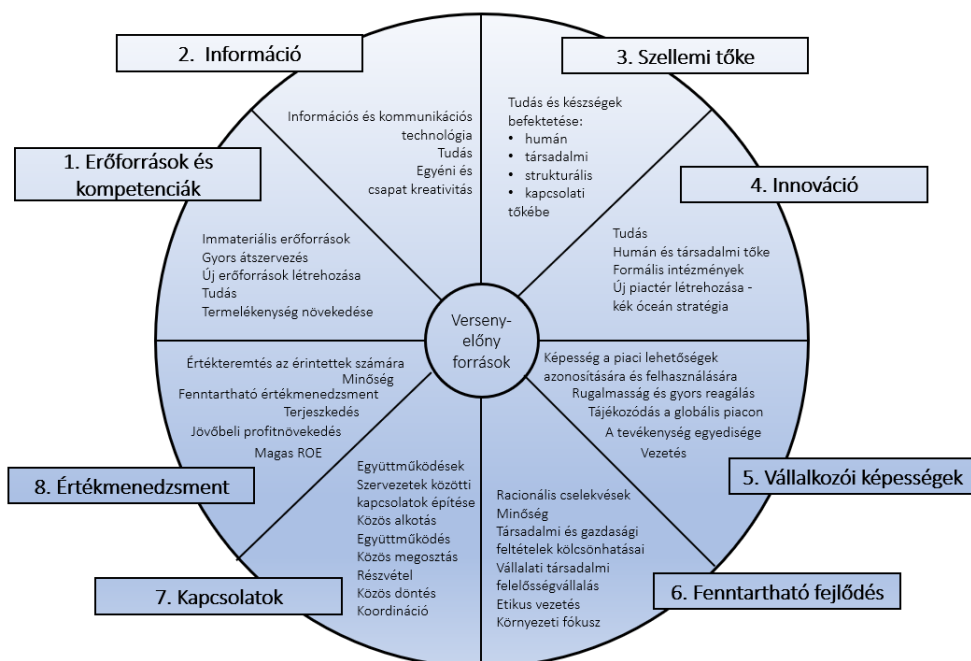 2. Információ
3. Szellemi tőke
1. Erőforrások és
kompetenciák
4. Innováció
Információs és kommunikációs
technológia
Tudás
Egyéni és
csapat kreativitás
Tudás és készségek
befektetése:
• humán
• társadalmi
• strukturális
• kapcsolati
tőkébe
Immateriális erőforrások
Gyors átszervezés
Új erőforrások létrehozása
Tudás
Termelékenység növekedése
Tudás
Humán és társadalmi tőke
Formális intézmények
Új piactér létrehozása -
kék óceán stratégia
Verseny-
előny
források
Értékteremtés az érintettek számára
Minőség
Fenntartható értékmenedzsment
Terjeszkedés
Jövőbeli profitnövekedés
Magas ROE
Képesség a piaci lehetőségek
azonosítására és felhasználására
Rugalmasság és gyors reagálás
Tájékozódás a globális piacon
A tevékenység egyedisége
Vezetés
8. Értékmenedzsment
5. Vállalkozói képességek
Együttműködések
Szervezetek közötti
kapcsolatok építése
Közös alkotás
Együttműködés
Közös megosztás
Részvétel
Közös döntés
Koordináció
Racionális cselekvések
Minőség
Társadalmi és gazdasági
feltételek kölcsönhatásai
Vállalati társadalmi
felelősségvállalás
Etikus vezetés
Környezeti fókusz
7. Kapcsolatok
6. Fenntartható fejlődés